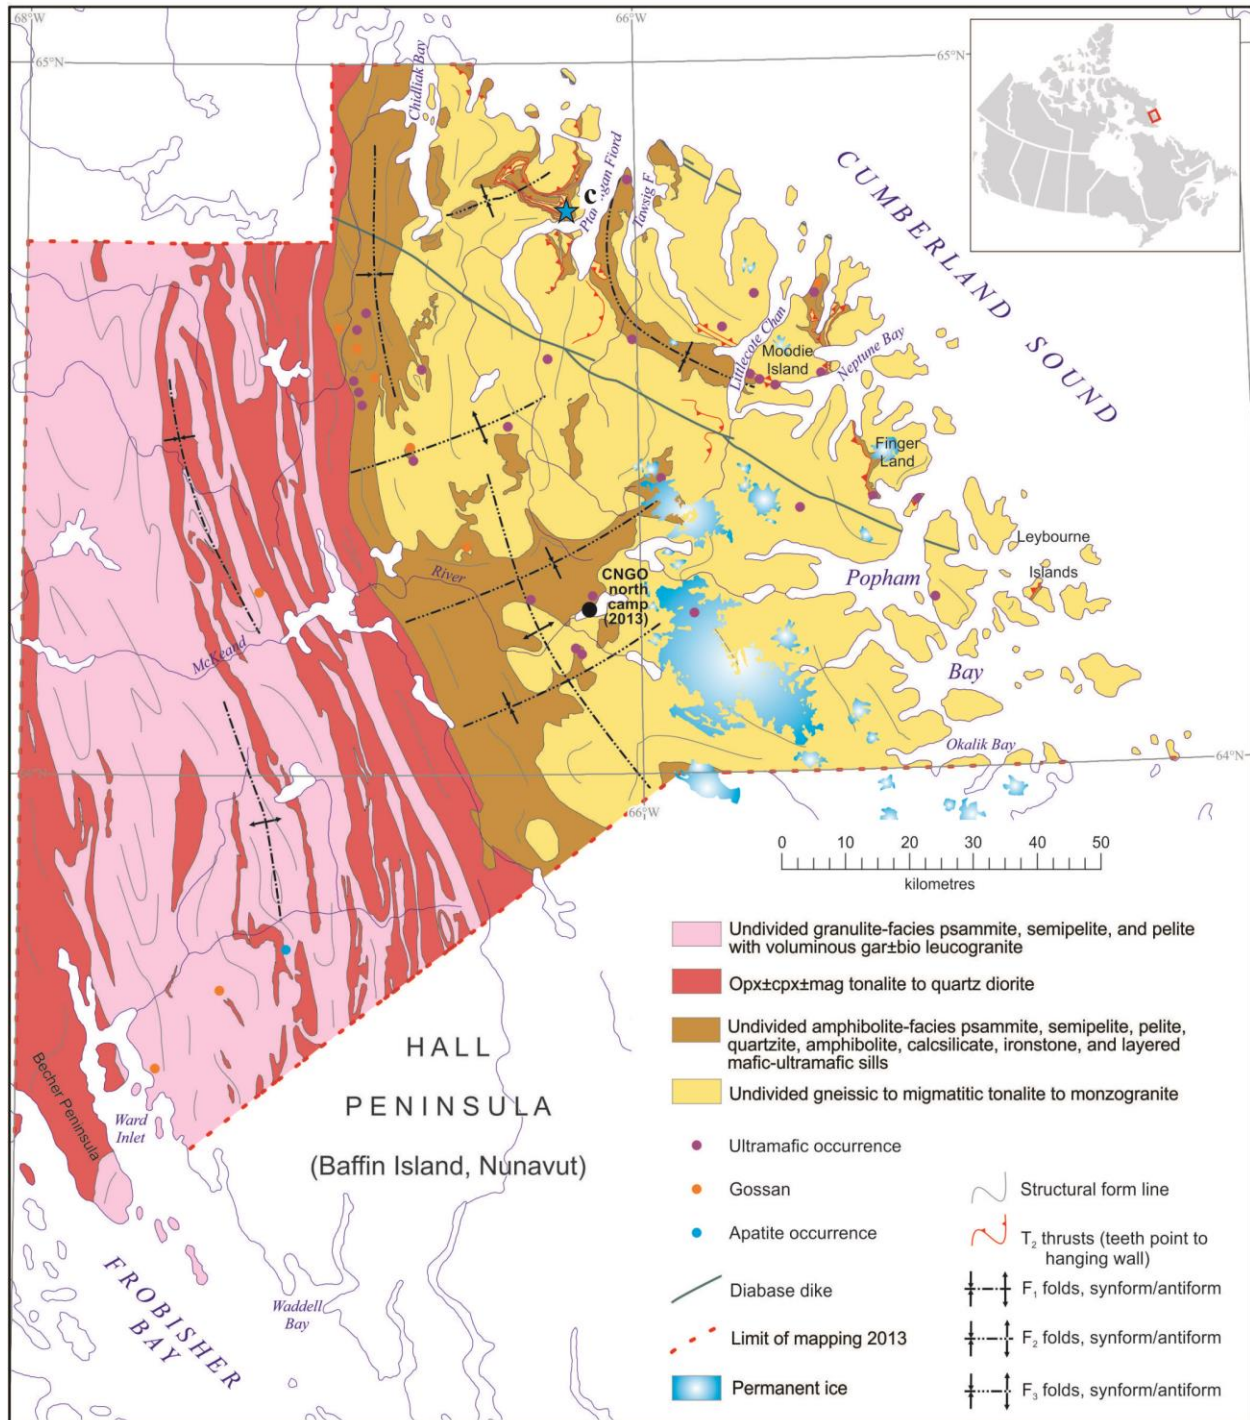 68°W
66°W
65°N
65°N
Chidliak Bay
c
Ptar
gan Fiord
Tawsig F.
CUMBERLAND
SOUND
Littlecote Chan
Moodie
Island
Neptune Bay
Finger
Land
Leybourne
Islands
River
CNGO
north
camp
(2013)
Popham
Bay
McKeand
Okalik Bay
64°N
66°W
0 10 20 30 40 50
kilometres
Undivided granulite-facies psammite, semipelite, and pelite
with voluminous gar±bio leucogranite
Opx±cpx±mag tonalite to quartz diorite
Undivided amphibolite-facies psammite, semipelite, pelite,
quartzite, amphibolite, calcsilicate, ironstone, and layered
mafic-ultramafic sills
Undivided gneissic to migmatitic tonalite to monzogranite
HALL
PENINSULA
(Baffin Island, Nunavut)
Becher Peninsula
Ward
Inlet
Waddell
Bay
FROBISHER
BAY
Ultramafic occurrence
Gossan
Apatite occurrence
Diabase dike
Limit of mapping 2013
Permanent ice
Structural form line
T₂ thrusts (teeth point to
hanging wall)
F₁ folds, synform/antiform
F₂ folds, synform/antiform
F₃ folds, synform/antiform